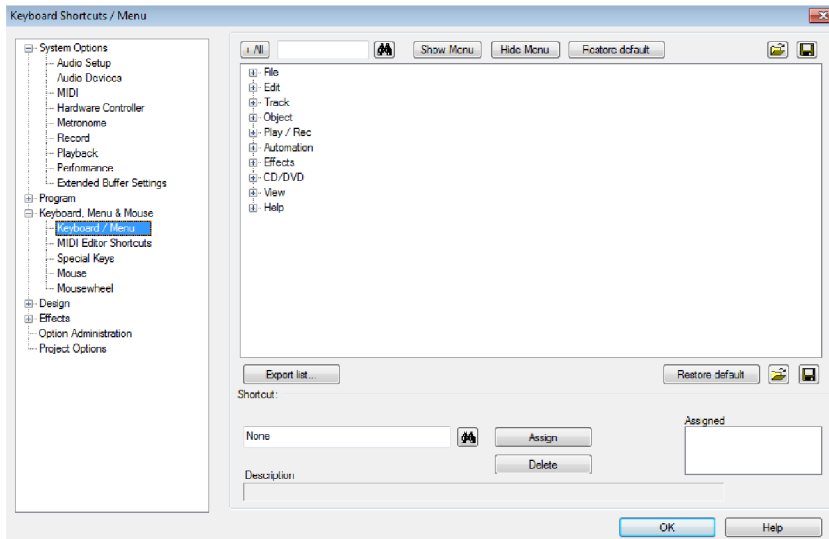 Keyboard Shortcuts / Menu
System Options
Audio Setup
Audio Devices
MIDI
Hardware Controller
Metronome
Record
Playback
Performance
Extended Buffer Settings
Program
Keyboard, Menu & Mouse
Keyboard / Menu
MIDI Editor Shortcuts
Special Keys
Mouse
Mousewheel
Design
Effects
Option Administration
Project Options
+ All
Show Menu
Hide Menu
Restore default
File
Edit
Track
Object
Play / Rec
Automation
Effects
CD/DVD
View
Help
Export list...
Restore default
Shortcut:
None
Assign
Delete
Assigned
Description
OK
Help